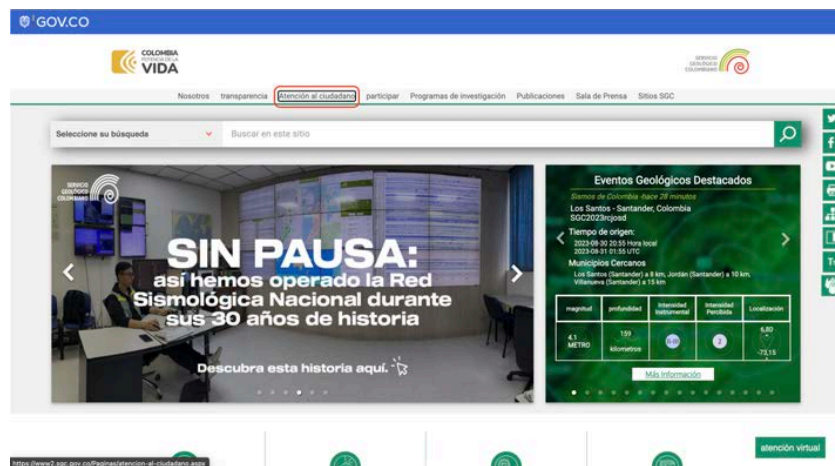 GOV.CO
COLOMBIA
POTENCIA DE LA
VIDA
SERVICIO
GEOLÓGICO
COLOMBIANO
Nosotros transparencia Atención al ciudadano participar Programas de investigación Publicaciones Sala de Prensa Sitios SGC
Seleccione su búsqueda Buscar en este sitio
SERVICIO
GEOLÓGICO
COLOMBIANO
SIN PAUSA:
así hemos operado la Red
Sismológica Nacional durante
sus 30 años de historia
Descubra esta historia aquí.
Eventos Geológicos Destacados
Sismos de Colombia -hace 28 minutos
Los Santos - Santander, Colombia
SGC2023rcjosd
Tiempo de origen:
2023-08-30 20:55 Hora local
2023-08-31 01:55 UTC
Municipios Cercanos
Los Santos (Santander) a 8 km, Jordán (Santander) a 10 km,
Villanueva (Santander) a 15 km
magnitud profundidad Intensidad Instrumental Intensidad Percibida Localización
4.1 METRO 159 kilometros 2 6,80 -73,15
Más Información
atención virtual
https://www2.sgc.gov.co/Paginas/atencion-al-ciudadano.aspx